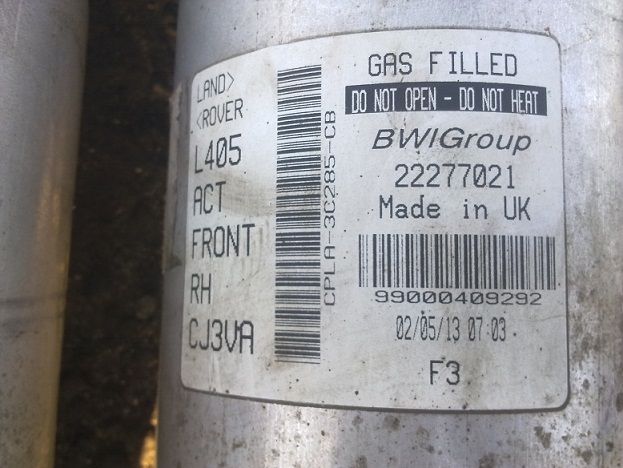 LAND>
<ROVER
L405
ACT
FRONT
RH
CJ3VA
CPLA-3C285-CB
GAS FILLED
DO NOT OPEN - DO NOT HEAT
BWIGroup
22277021
Made in UK
99000409292
02/05/13 07:03
F3